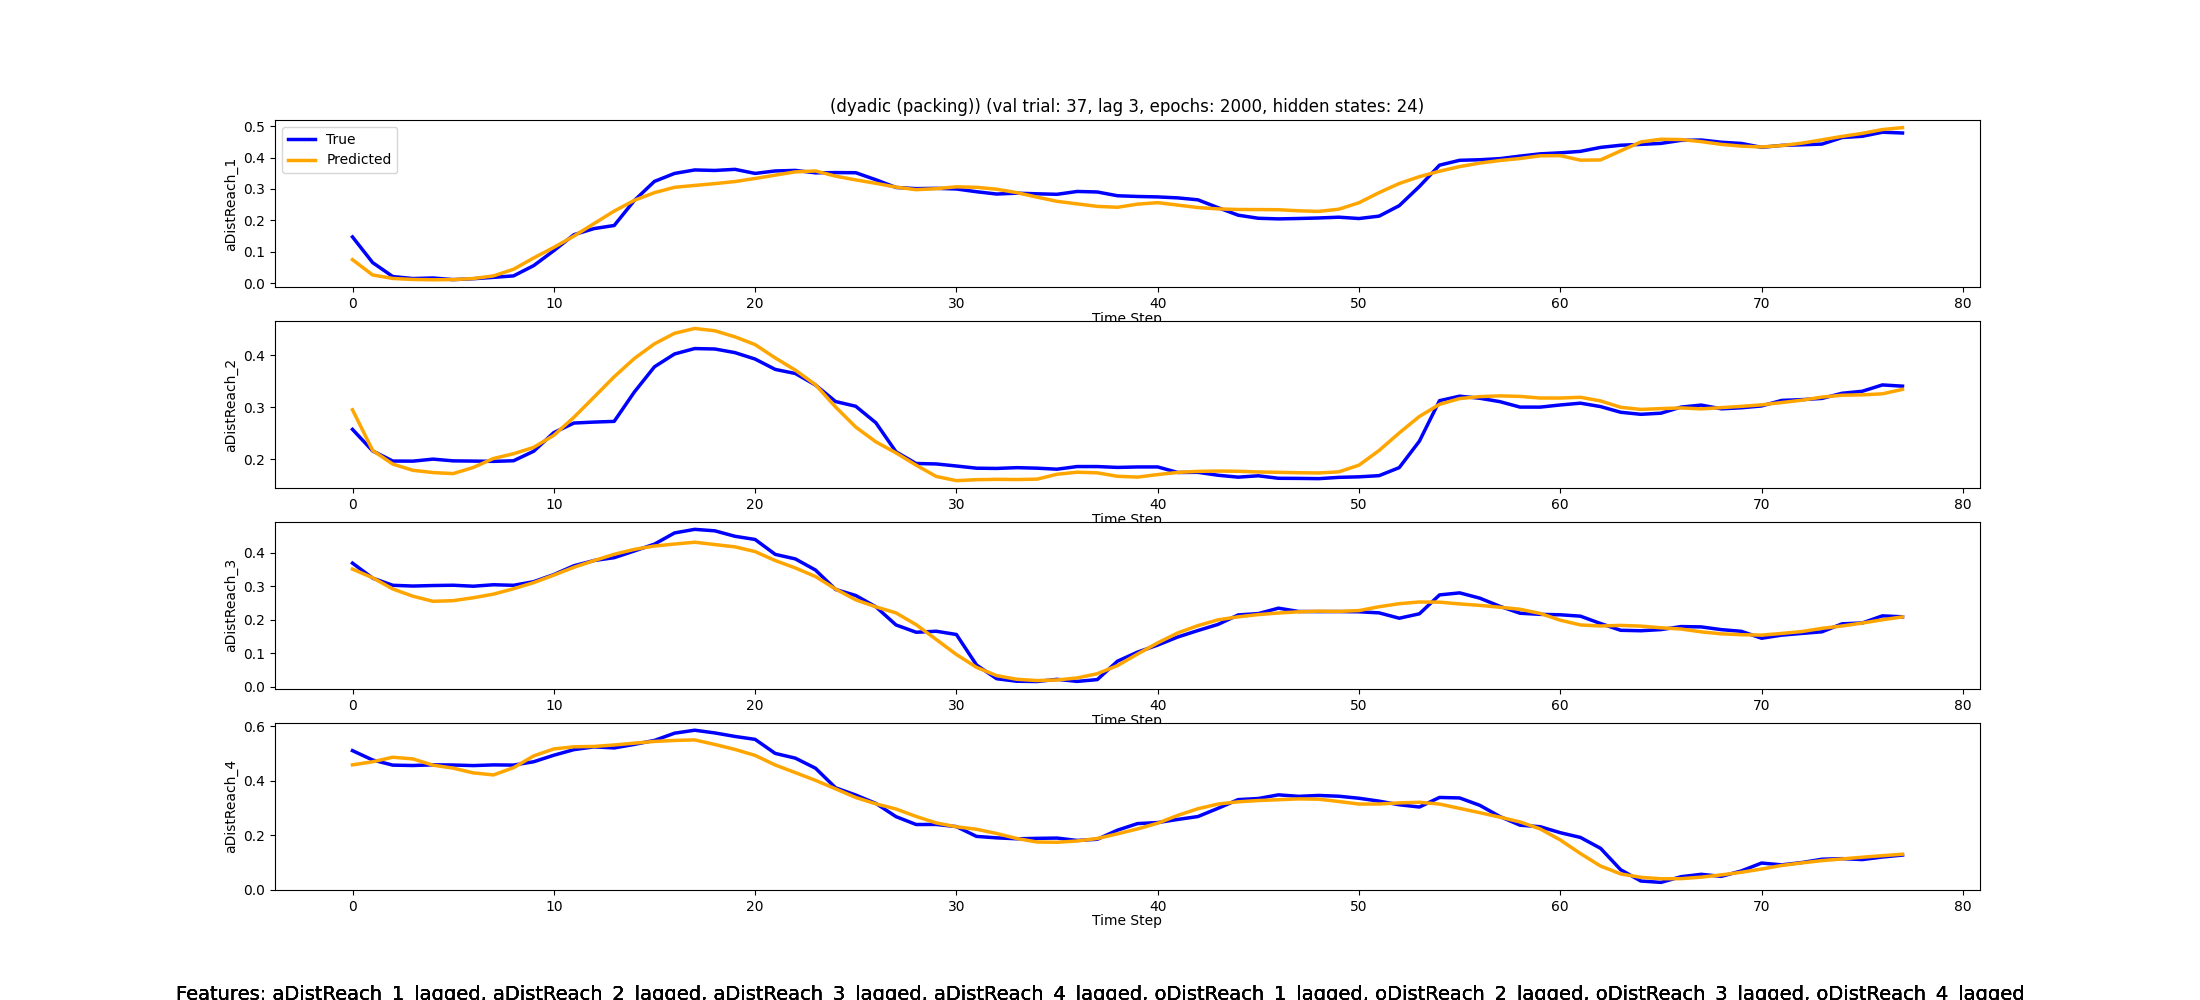 (dyadic (packing)) (val trial: 37, lag 3, epochs: 2000, hidden states: 24)
True
Predicted
aDistReach_1
0.5
0.4
0.3
0.2
0.1
0.0
0 10 20 30 40 50 60 70 80
Time Step
aDistReach_2
0.4
0.3
0.2
0 10 20 30 40 50 60 70 80
Time Step
aDistReach_3
0.4
0.3
0.2
0.1
0.0
0 10 20 30 40 50 60 70 80
Time Step
aDistReach_4
0.6
0.4
0.2
0.0
0 10 20 30 40 50 60 70 80
Time Step
Features: aDistReach_1_lagged, aDistReach_2_lagged, aDistReach_3_lagged, aDistReach_4_lagged, oDistReach_1_lagged, oDistReach_2_lagged, oDistReach_3_lagged, oDistReach_4_lagged